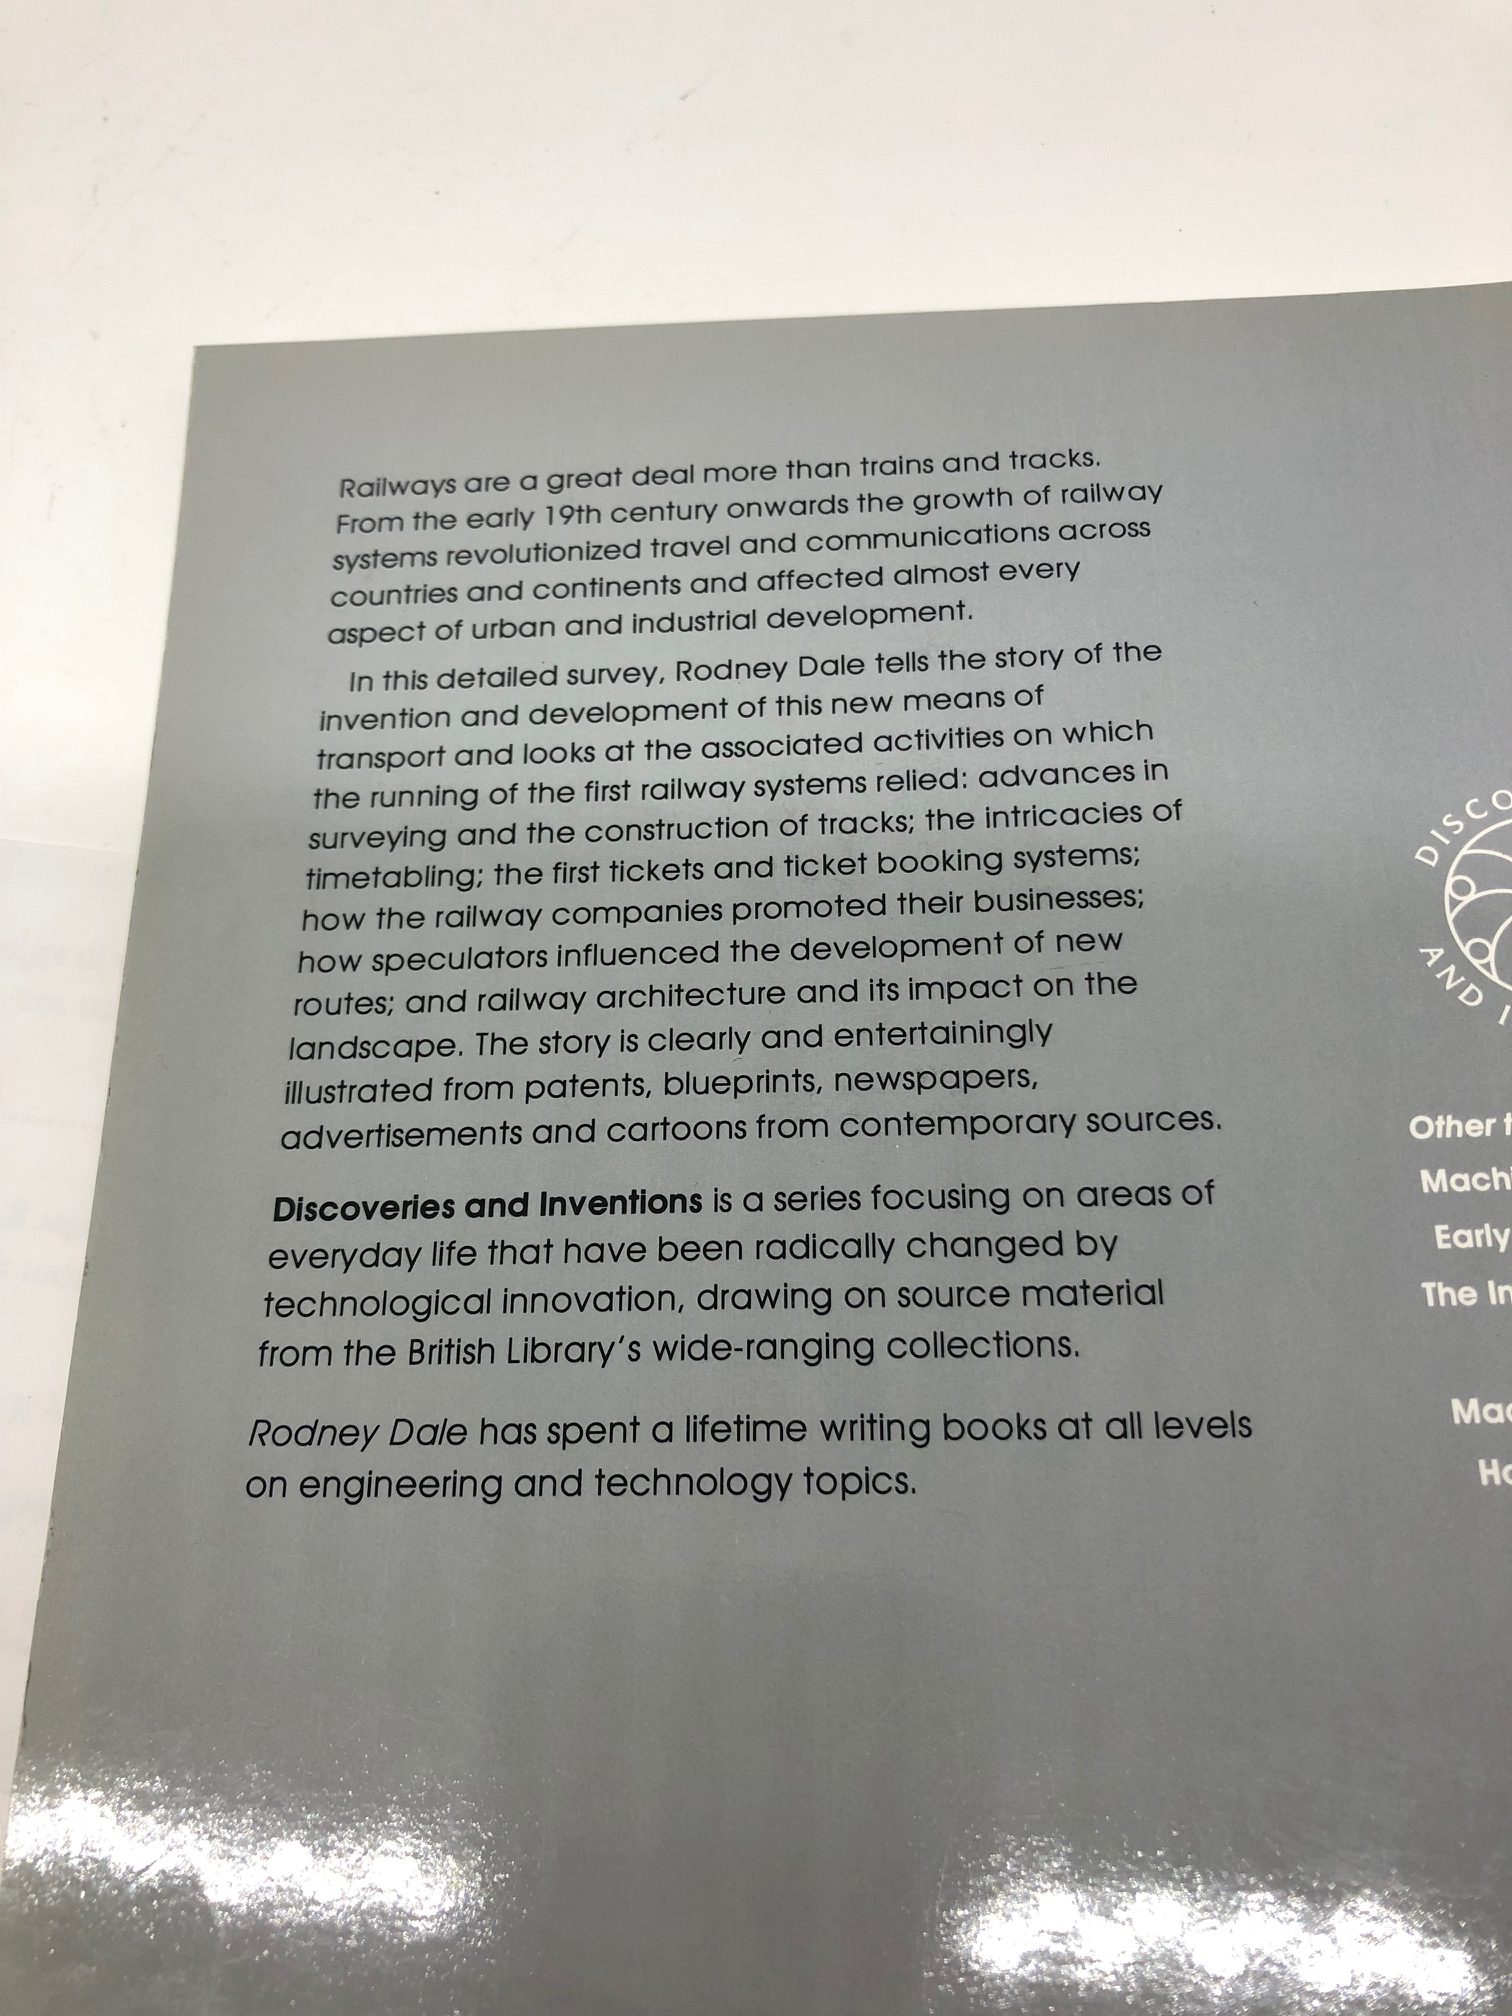 Railways are a great deal more than trains and tracks.
From the early 19th century onwards the growth of railway
systems revolutionized travel and communications across
countries and continents and affected almost every
aspect of urban and industrial development.
In this detailed survey, Rodney Dale tells the story of the
invention and development of this new means of
transport and looks at the associated activities on which
the running of the first railway systems relied: advances in
surveying and the construction of tracks; the intricacies of
timetabling; the first tickets and ticket booking systems;
how the railway companies promoted their businesses;
how speculators influenced the development of new
routes; and railway architecture and its impact on the
landscape. The story is clearly and entertainingly
illustrated from patents, blueprints, newspapers,
advertisements and cartoons from contemporary sources.
Discoveries and Inventions is a series focusing on areas of
everyday life that have been radically changed by
technological innovation, drawing on source material
from the British Library's wide-ranging collections.
Rodney Dale has spent a lifetime writing books at all levels
on engineering and technology topics.
DISCO
AND I
Other t
Mach
Early
The In
Mac
Ho